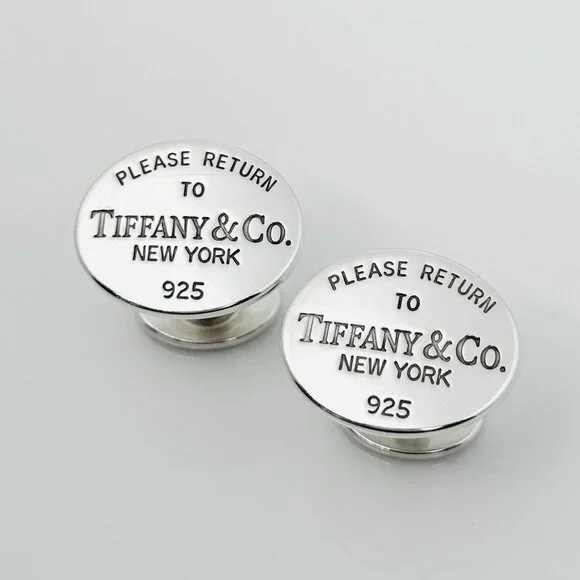 PLEASE RETURN
TO
TIFFANY & CO.
NEW YORK
925
PLEASE RETURN
TO
TIFFANY & CO.
NEW YORK
925